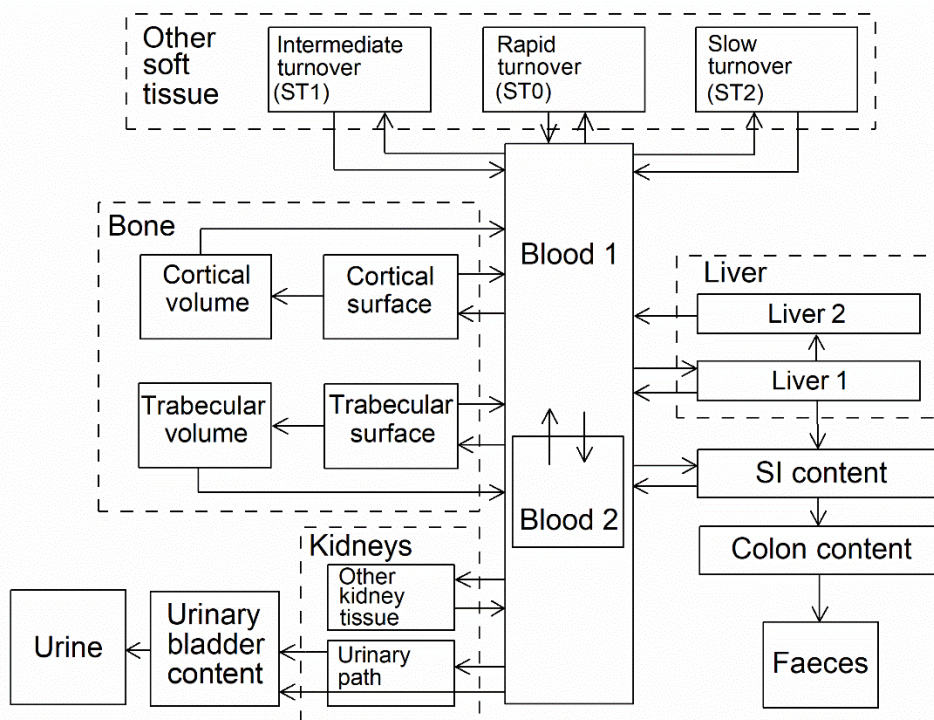 Other
soft
tissue
Intermediate
turnover
(ST1)
Rapid
turnover
(ST0)
Slow
turnover
(ST2)
Bone
Cortical
volume
Cortical
surface
Trabecular
volume
Trabecular
surface
Blood 1
Blood 2
Liver
Liver 2
Liver 1
SI content
Colon content
Faeces
Kidneys
Other
kidney
tissue
Urinary
path
Urinary
bladder
content
Urine